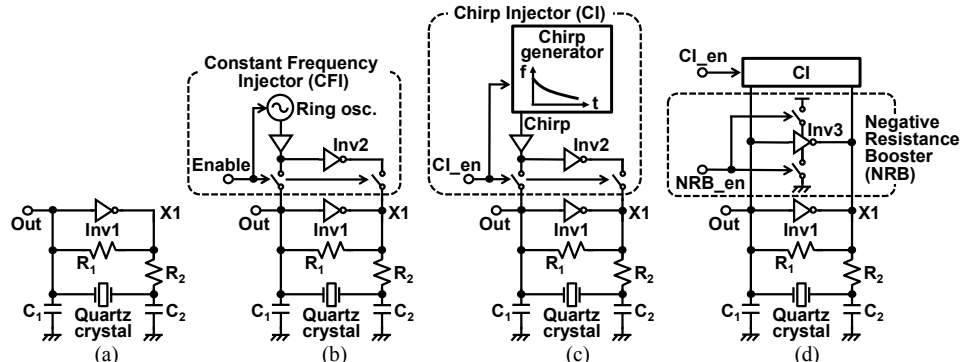 Out
Inv1
X1
R1
R2
C1
Quartz
crystal
C2
(a)
Constant Frequency
Injector (CFI)
Ring osc.
Inv2
Enable
Out
Inv1
X1
R1
R2
C1
Quartz
crystal
C2
(b)
Chirp Injector (CI)
Chirp
generator
f
t
Chirp
Inv2
CI_en
Out
Inv1
X1
R1
R2
C1
Quartz
crystal
C2
(c)
CI_en
CI
Inv3
Negative
Resistance
Booster
(NRB)
NRB_en
Out
Inv1
X1
R1
R2
C1
Quartz
crystal
C2
(d)